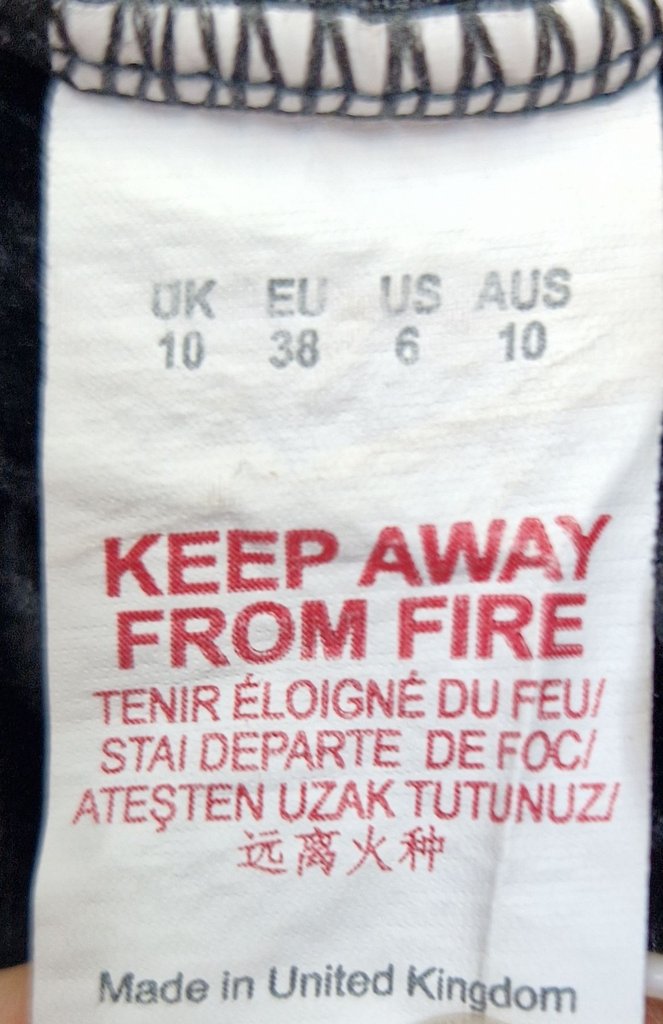 UK EU US AUS
10 38 6 10
KEEP AWAY
FROM FIRE
TENIR ÉLOIGNÉ DU FEU/
STAI DEPARTE DE FOC/
ATEŞTEN UZAK TUTUNUZ/
远离火种
Made in United Kingdom